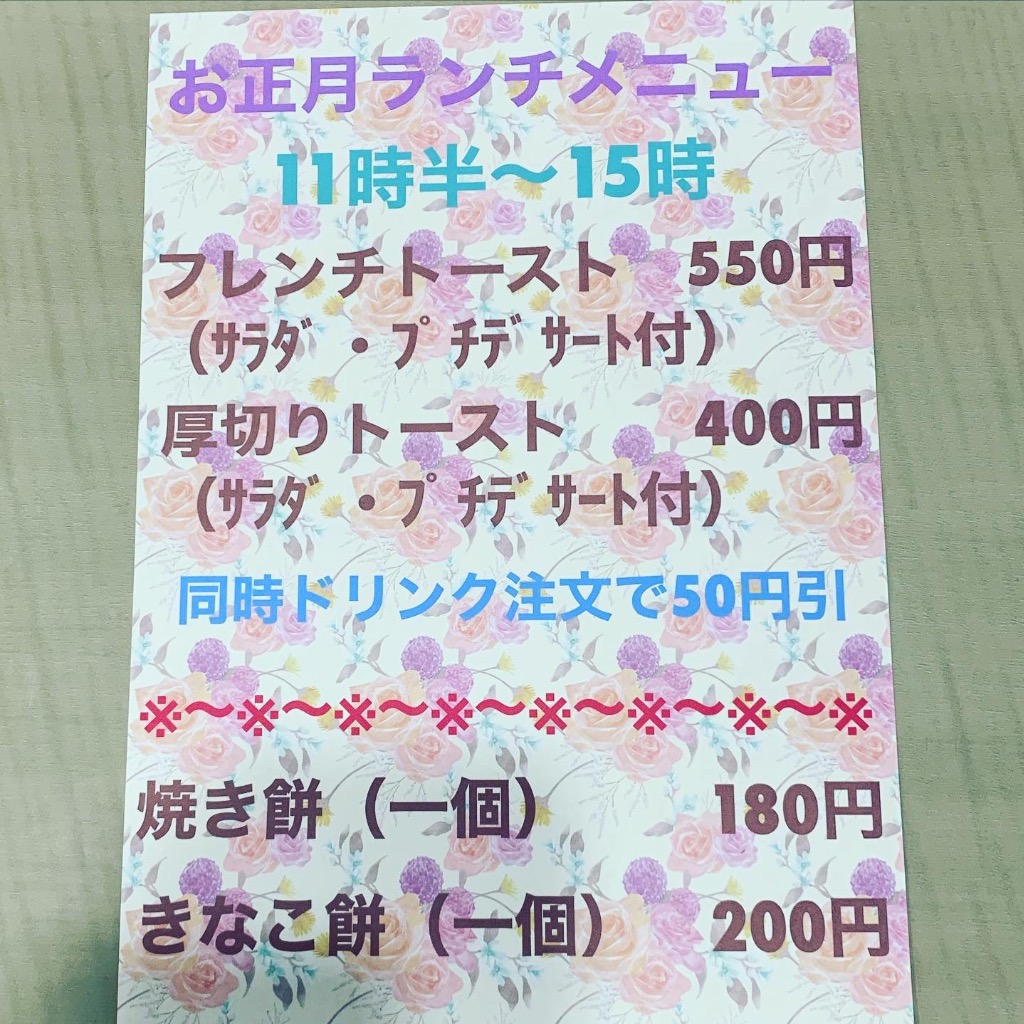 お正月ランチメニュー
11時半～15時
フレンチトースト 550円
（ｻﾗﾀﾞ・ﾌﾟﾁﾃﾞｻｰﾄ付）
厚切りトースト 400円
（ｻﾗﾀﾞ・ﾌﾟﾁﾃﾞｻｰﾄ付）
同時ドリンク注文で50円引
※～※～※～※～※～※～※～※
焼き餅（一個） 180円
きなこ餅（一個） 200円